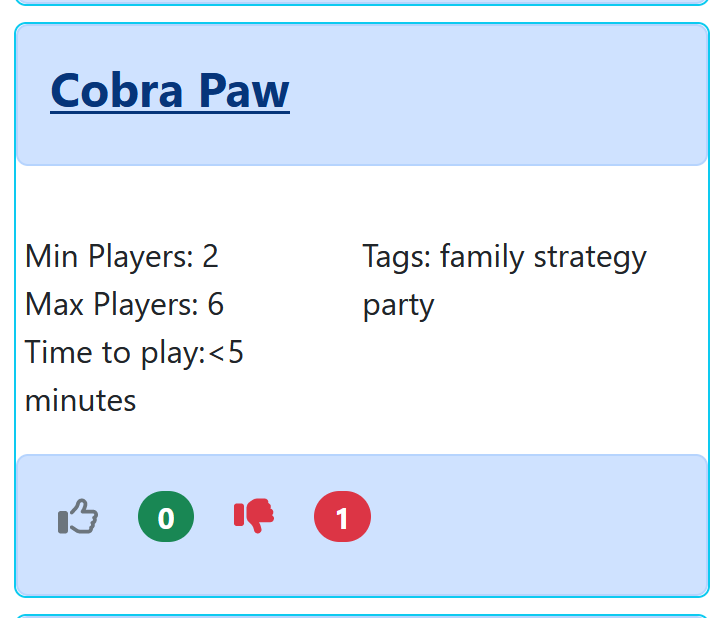 Cobra Paw
Min Players: 2
Max Players: 6
Time to play:<5
minutes
Tags: family strategy
party
0
1